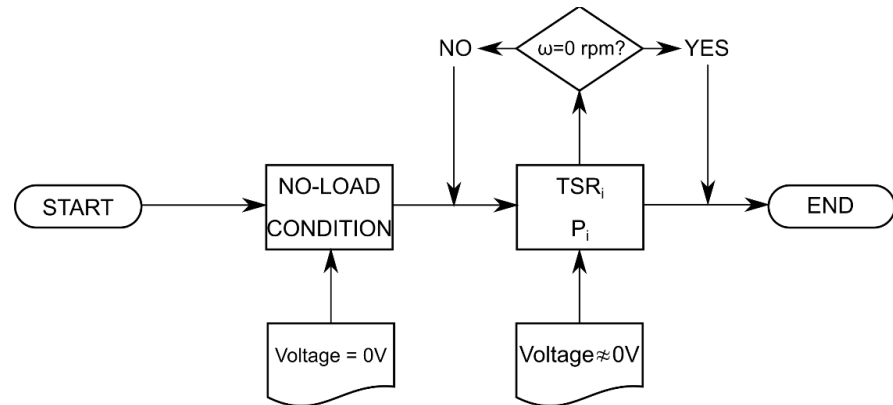 NO
ω=0 rpm?
YES
START
NO-LOAD
CONDITION
TSRᵢ
Pᵢ
END
Voltage = 0V
Voltage≉0V